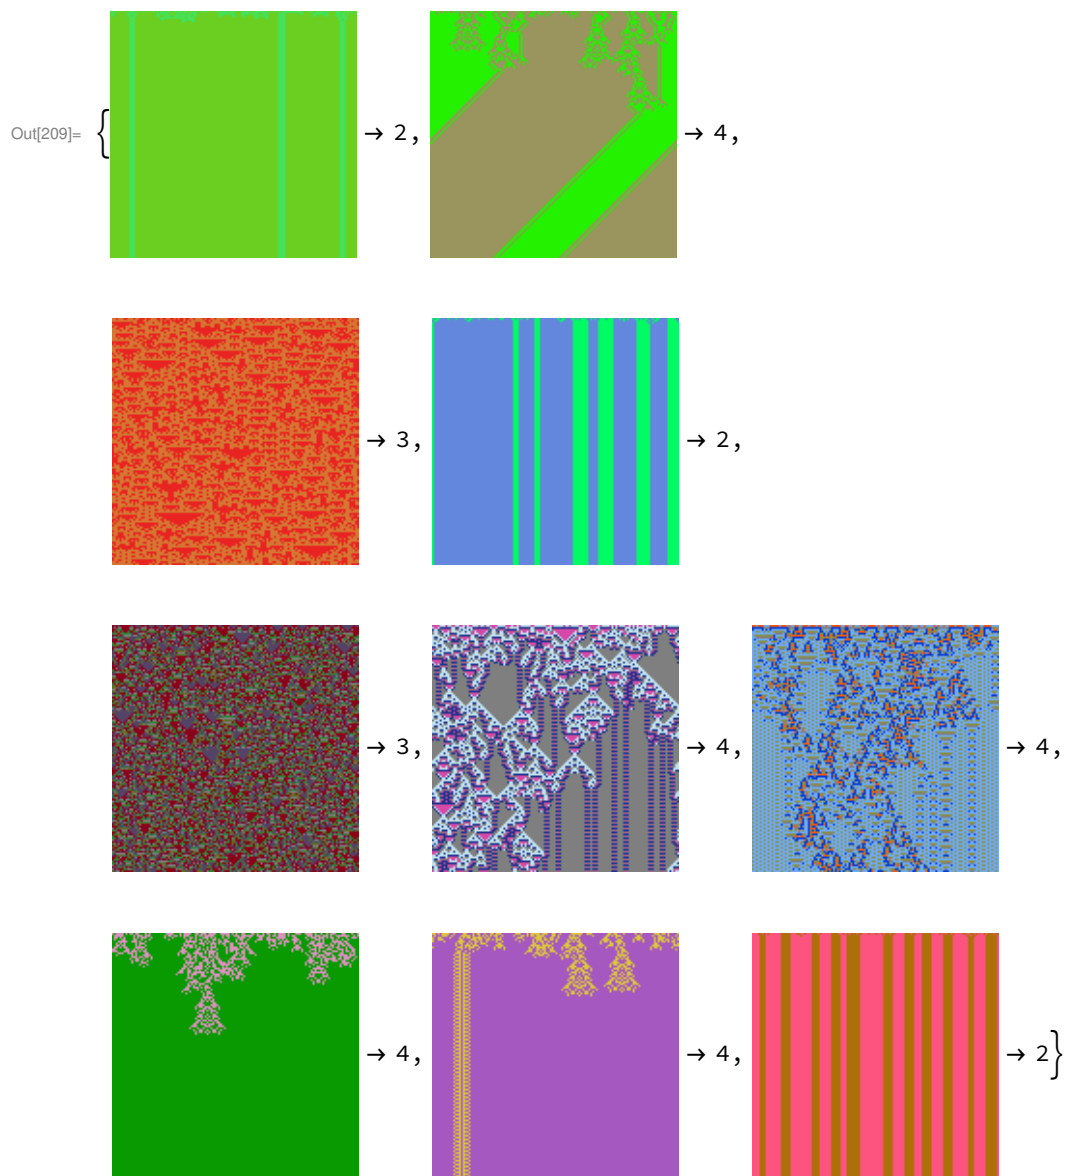 Out[209]= { → 2, → 4,
→ 3, → 2,
→ 3, → 4, → 4,
→ 4, → 4, → 2}